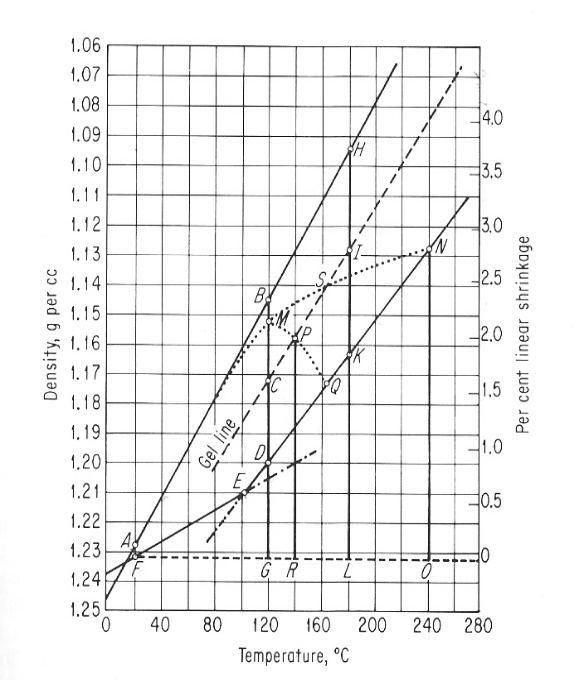 1.06
1.07
1.08
1.09
1.10
1.11
1.12
1.13
1.14
1.15
1.16
1.17
1.18
1.19
1.20
1.21
1.22
1.23
1.24
1.25
Density, g per cc
4.0
3.5
3.0
2.5
2.0
1.5
1.0
0.5
0
Per cent linear shrinkage
H
I
N
S
B
M
P
K
C
Q
Gel line
D
E
A
F
G
R
L
O
0
40
80
120
160
200
240
280
Temperature, °C